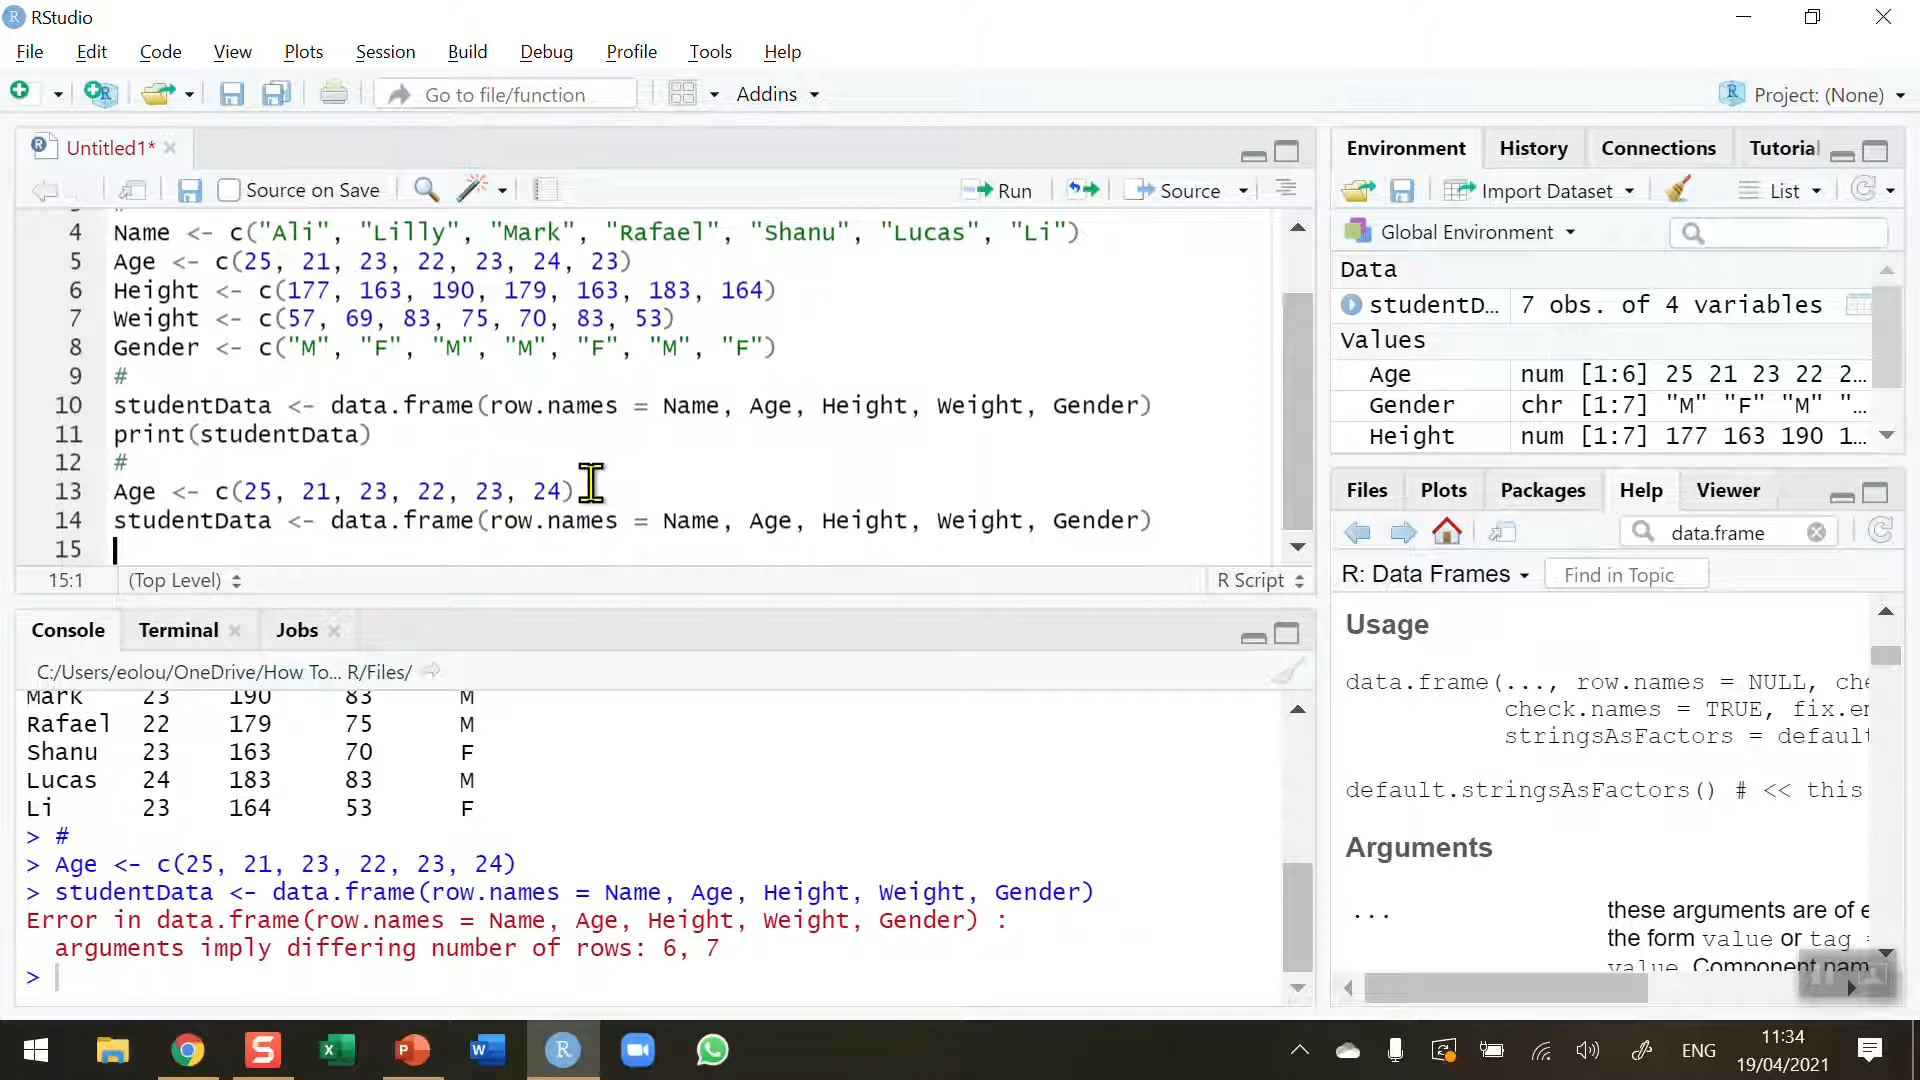 RStudio
File Edit Code View Plots Session Build Debug Profile Tools Help
Go to file/function Addins Project: (None)
Untitled1*
Source on Save Run Source
4 Name <- c("Ali", "Lilly", "Mark", "Rafael", "Shanu", "Lucas", "Li")
5 Age <- c(25, 21, 23, 22, 23, 24, 23)
6 Height <- c(177, 163, 190, 179, 163, 183, 164)
7 Weight <- c(57, 69, 83, 75, 70, 83, 53)
8 Gender <- c("M", "F", "M", "M", "F", "M", "F")
9 #
10 studentData <- data.frame(row.names = Name, Age, Height, Weight, Gender)
11 print(studentData)
12 #
13 Age <- c(25, 21, 23, 22, 23, 24)
14 studentData <- data.frame(row.names = Name, Age, Height, Weight, Gender)
15
15:1 (Top Level) R Script
Console Terminal Jobs
C:/Users/eolou/OneDrive/How To... R/Files/
Mark 23 190 83 M
Rafael 22 179 75 M
Shanu 23 163 70 F
Lucas 24 183 83 M
Li 23 164 53 F
> #
> Age <- c(25, 21, 23, 22, 23, 24)
> studentData <- data.frame(row.names = Name, Age, Height, Weight, Gender)
Error in data.frame(row.names = Name, Age, Height, Weight, Gender) :
arguments imply differing number of rows: 6, 7
>
Environment History Connections Tutorial
Import Dataset List
Global Environment
Data
studentD... 7 obs. of 4 variables
Values
Age num [1:6] 25 21 23 22 2...
Gender chr [1:7] "M" "F" "M" "...
Height num [1:7] 177 163 190 1...
Files Plots Packages Help Viewer
data.frame
R: Data Frames Find in Topic
Usage
data.frame(..., row.names = NULL, che
check.names = TRUE, fix.em
stringsAsFactors = default
default.stringsAsFactors() # << this
Arguments
... these arguments are of e
the form value or tag =
value. Component nam
ENG 11:34
19/04/2021